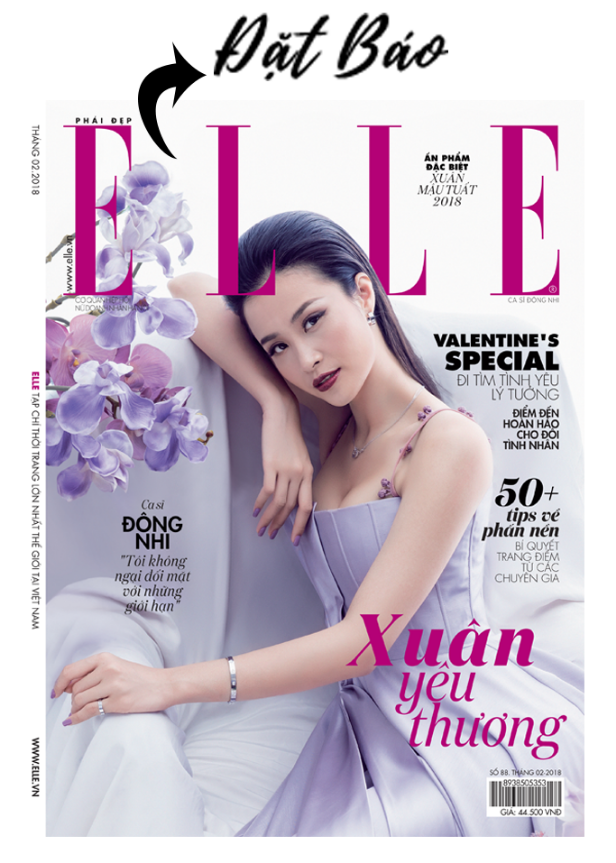 Đặt Báo
PHÁI ĐẸP
ELLE
ẤN PHẨM
ĐẶC BIỆT
XUÂN
MẬU TUẤT
2018
THÁNG 02.2018
www.elle.vn
CA SĨ ĐÔNG NHI
VALENTINE'S
SPECIAL
ĐI TÌM TÌNH YÊU
LÝ TƯỞNG
ĐIỂM ĐẾN
HOÀN HẢO
CHO ĐÔI
TÌNH NHÂN
50+
tips về
phấn nền
BÍ QUYẾT
TRANG ĐIỂM
TỪ CÁC
CHUYÊN GIA
Ca sĩ
ĐÔNG
NHI
"Tôi không
ngại đối mặt
với những
giới hạn"
ELLE TẠP CHÍ THỜI TRANG LỚN NHẤT THẾ GIỚI TẠI VIỆT NAM
Xuân
yêu
thương
WWW.ELLE.VN
SỐ 88. THÁNG 02-2018
8938505353
GIÁ: 44.500 VNĐ